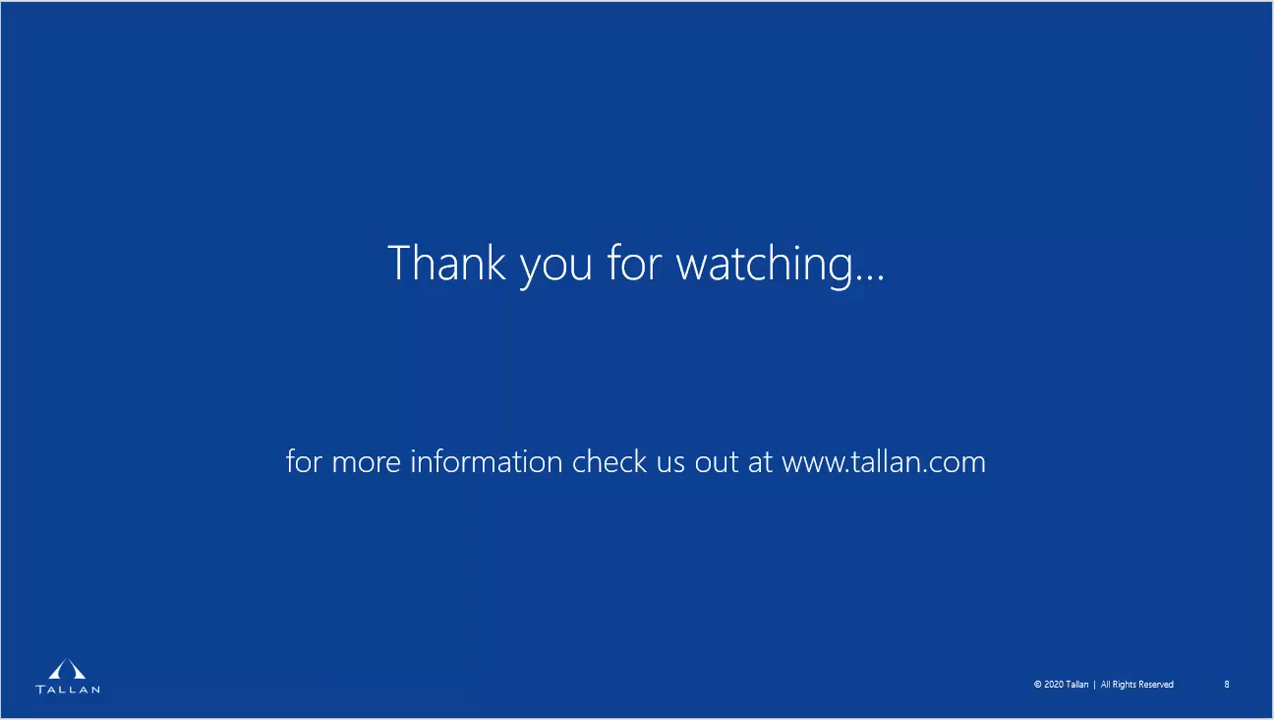 Thank you for watching...
for more information check us out at www.tallan.com
TALLAN
© 2020 Tallan | All Rights Reserved 8